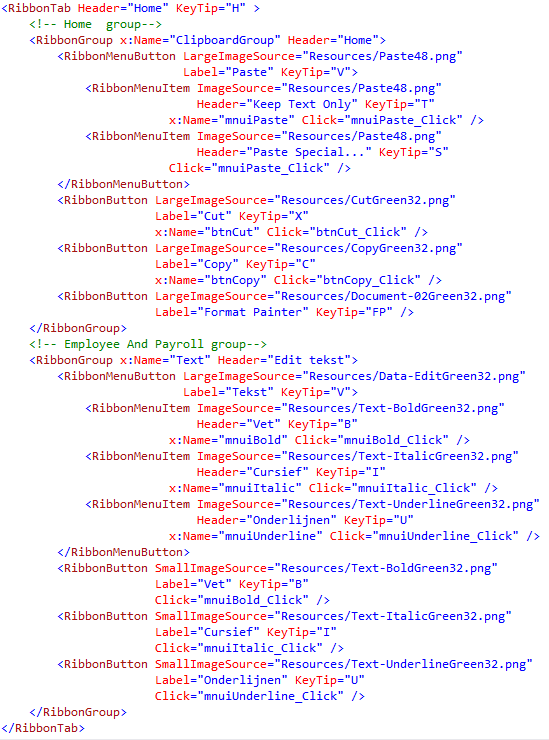 <RibbonTab Header="Home" KeyTip="H" >
<!-- Home  group-->
<RibbonGroup x:Name="ClipboardGroup" Header="Home">
<RibbonMenuButton LargeImageSource="Resources/Paste48.png"
Label="Paste" KeyTip="V">
<RibbonMenuItem ImageSource="Resources/Paste48.png"
Header="Keep Text Only" KeyTip="T"
x:Name="mnuiPaste" Click="mnuiPaste_Click" />
<RibbonMenuItem ImageSource="Resources/Paste48.png"
Header="Paste Special..." KeyTip="S"
Click="mnuiPaste_Click" />
</RibbonMenuButton>
<RibbonButton LargeImageSource="Resources/CutGreen32.png"
Label="Cut" KeyTip="X"
x:Name="btnCut" Click="btnCut_Click" />
<RibbonButton LargeImageSource="Resources/CopyGreen32.png"
Label="Copy" KeyTip="C"
x:Name="btnCopy" Click="btnCopy_Click" />
<RibbonButton LargeImageSource="Resources/Document-02Green32.png"
Label="Format Painter" KeyTip="FP" />
</RibbonGroup>
<!-- Employee And Payroll group-->
<RibbonGroup x:Name="Text" Header="Edit tekst">
<RibbonMenuButton LargeImageSource="Resources/Data-EditGreen32.png"
Label="Tekst" KeyTip="V">
<RibbonMenuItem ImageSource="Resources/Text-BoldGreen32.png"
Header="Vet" KeyTip="B"
x:Name="mnuiBold" Click="mnuiBold_Click" />
<RibbonMenuItem ImageSource="Resources/Text-ItalicGreen32.png"
Header="Cursief" KeyTip="I"
x:Name="mnuiItalic" Click="mnuiItalic_Click" />
<RibbonMenuItem ImageSource="Resources/Text-UnderlineGreen32.png"
Header="Onderlijnen" KeyTip="U"
x:Name="mnuiUnderline" Click="mnuiUnderline_Click" />
</RibbonMenuButton>
<RibbonButton SmallImageSource="Resources/Text-BoldGreen32.png"
Label="Vet" KeyTip="B"
Click="mnuiBold_Click" />
<RibbonButton SmallImageSource="Resources/Text-ItalicGreen32.png"
Label="Cursief" KeyTip="I"
Click="mnuiItalic_Click" />
<RibbonButton SmallImageSource="Resources/Text-UnderlineGreen32.png"
Label="Onderlijnen" KeyTip="U"
Click="mnuiUnderline_Click" />
</RibbonGroup>
</RibbonTab>